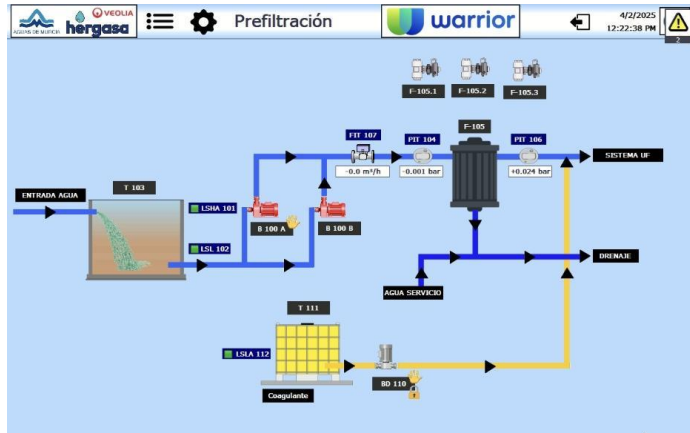 AGUAS DE MURCIA
VEOLIA
hergasa
Prefiltración
warrior
4/2/2025
12:22:38 PM
2
F-105.1
F-105.2
F-105.3
FIT 107
PIT 104
F-105
PIT 106
-0.0 m³/h
-0.001 bar
+0.024 bar
SISTEMA UF
ENTRADA AGUA
T 103
LSHA 101
B 100 A
B 100 B
LSL 102
DRENAJE
AGUA SERVICIO
T 111
LSLA 112
BD 110
Coagulante